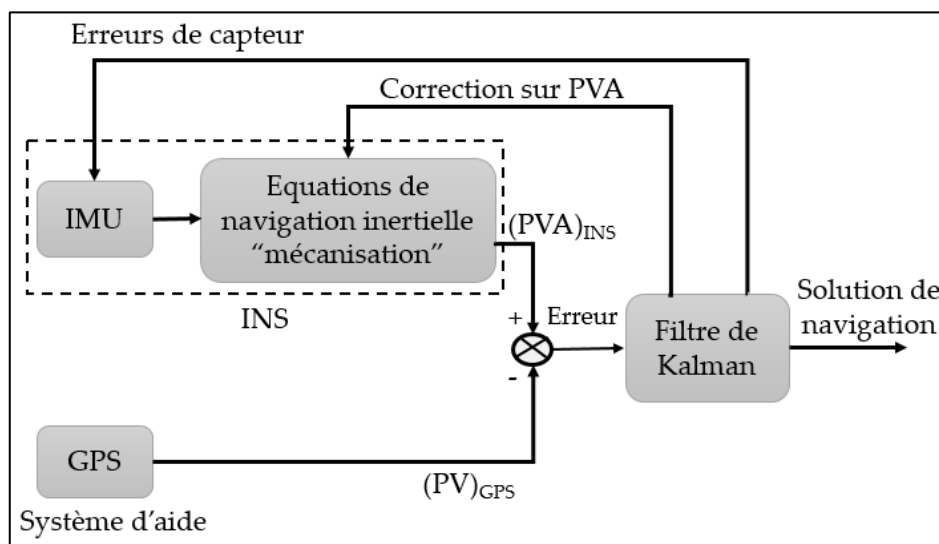 Erreurs de capteur
Correction sur PVA
IMU
Equations de
navigation inertielle
“mécanisation”
(PVA)INS
INS
+
Erreur
-
Filtre de
Kalman
Solution de
navigation
GPS
(PV)GPS
Système d’aide